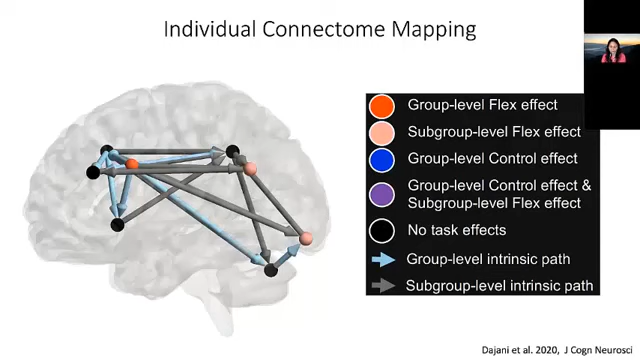 Individual Connectome Mapping
Group-level Flex effect
Subgroup-level Flex effect
Group-level Control effect
Group-level Control effect &
Subgroup-level Flex effect
No task effects
Group-level intrinsic path
Subgroup-level intrinsic path
Dajani et al. 2020, J Cogn Neurosci